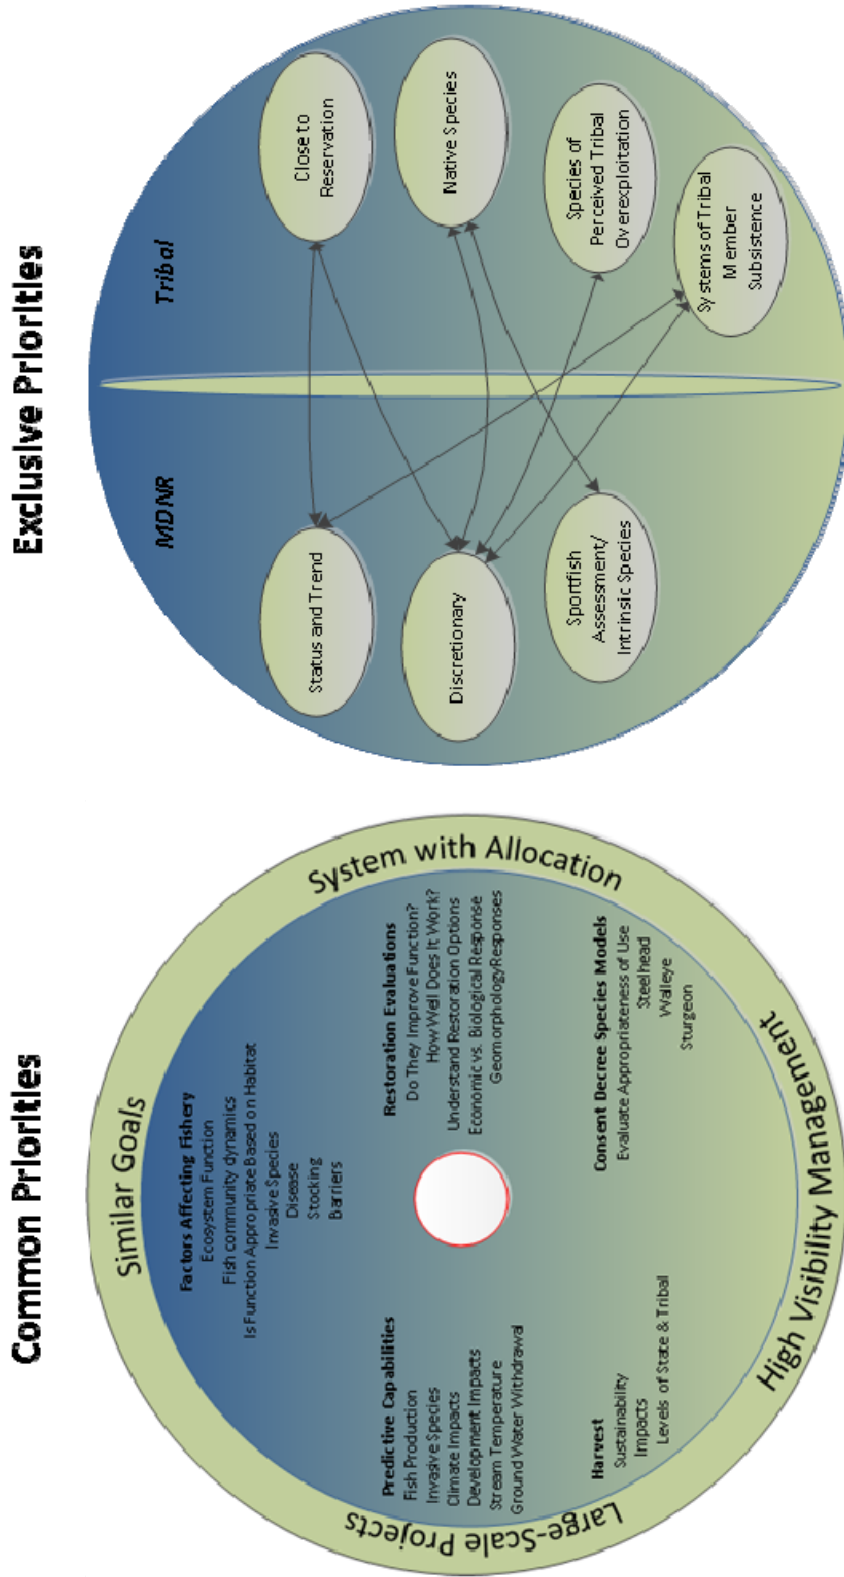 Common Priorities
Similar Goals
System with Allocation
High Visibility Management
Large-Scale Projects
Factors Affecting Fishery
Ecosystem Function
Fish community dynamics
Is Function Appropriate Based on Habitat
Invasive Species
Disease
Stocking
Barriers
Predictive Capabilities
Fish Production
Invasive Species
Climate Impacts
Development Impacts
Stream Temperature
Ground Water Withdrawal
Restoration Evaluations
Do They Improve Function?
How Well Does It Work?
Understand Restoration Options
Economic vs. Biological Response
Geomorphology Responses
Harvest
Sustainability
Impacts
Levels of State & Tribal
Consent Decree Species Models
Evaluate Appropriateness of Use
Steelhead
Walleye
Sturgeon
Exclusive Priorities
MDNR
Tribal
Status and Trend
Discretionary
Sportfish
Assessment/
Intrinsic Species
Close to
Reservation
Native Species
Species of
Perceived Tribal
Overexploitation
Systems of Tribal
Member
Subsistence